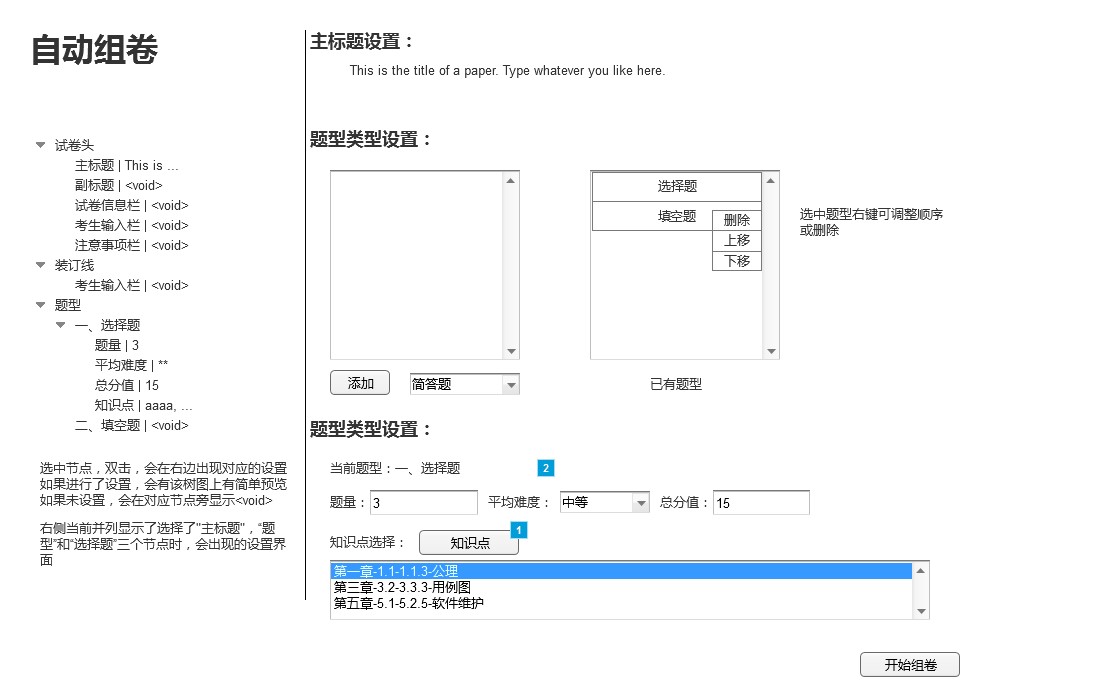 自动组卷
试卷头
主标题 | This is ...
副标题 | <void>
试卷信息栏 | <void>
考生输入栏 | <void>
注意事项栏 | <void>
装订线
考生输入栏 | <void>
题型
一、选择题
题量 | 3
平均难度 | **
总分值 | 15
知识点 | aaaa, ...
二、填空题 | <void>
选中节点，双击，会在右边出现对应的设置
如果进行了设置，会有该树图上有简单预览
如果未设置，会在对应节点旁显示<void>
右侧当前并列显示了选择了"主标题"，“题
型”和“选择题”三个节点时，会出现的设置界
面
主标题设置：
This is the title of a paper. Type whatever you like here.
题型类型设置：
选择题
填空题
删除
上移
下移
选中题型右键可调整顺序
或删除
添加
简答题
已有题型
题型类型设置：
当前题型：一、选择题
2
题量：3 平均难度： 中等 总分值：15
知识点选择： 知识点
1
第一章-1.1-1.1.3-公理
第三章-3.2-3.3.3-用例图
第五章-5.1-5.2.5-软件维护
开始组卷